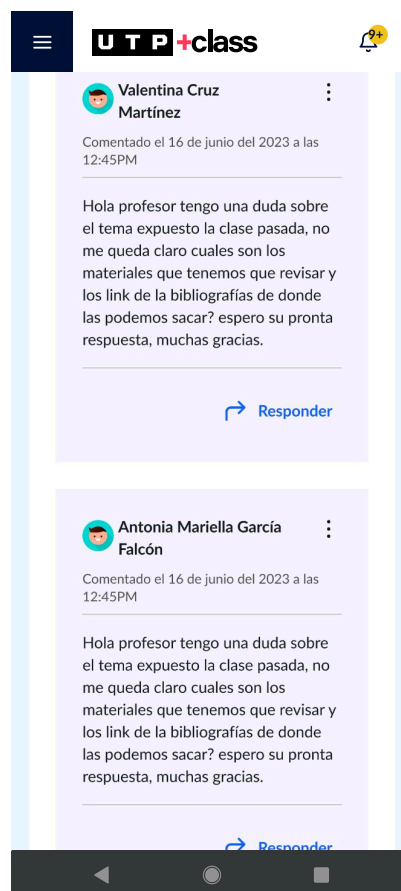 UTP+class
9+
Valentina Cruz
Martínez
Comentado el 16 de junio del 2023 a las
12:45PM
Hola profesor tengo una duda sobre
el tema expuesto la clase pasada, no
me queda claro cuales son los
materiales que tenemos que revisar y
los link de la bibliografías de donde
las podemos sacar? espero su pronta
respuesta, muchas gracias.
Responder
Antonia Mariella García
Falcón
Comentado el 16 de junio del 2023 a las
12:45PM
Hola profesor tengo una duda sobre
el tema expuesto la clase pasada, no
me queda claro cuales son los
materiales que tenemos que revisar y
los link de la bibliografías de donde
las podemos sacar? espero su pronta
respuesta, muchas gracias.
Responder